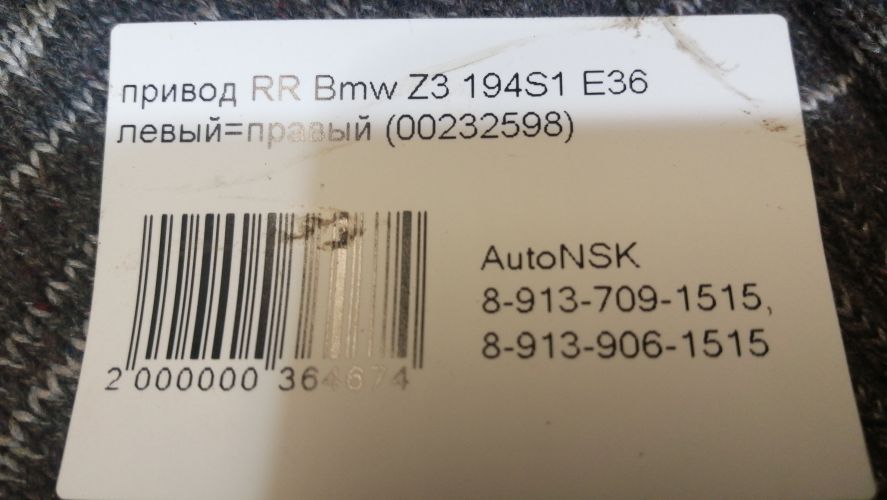 привод RR Bmw Z3 194S1 E36
левый=правый (00232598)
AutoNSK
8-913-709-1515,
8-913-906-1515
2 000000 364674